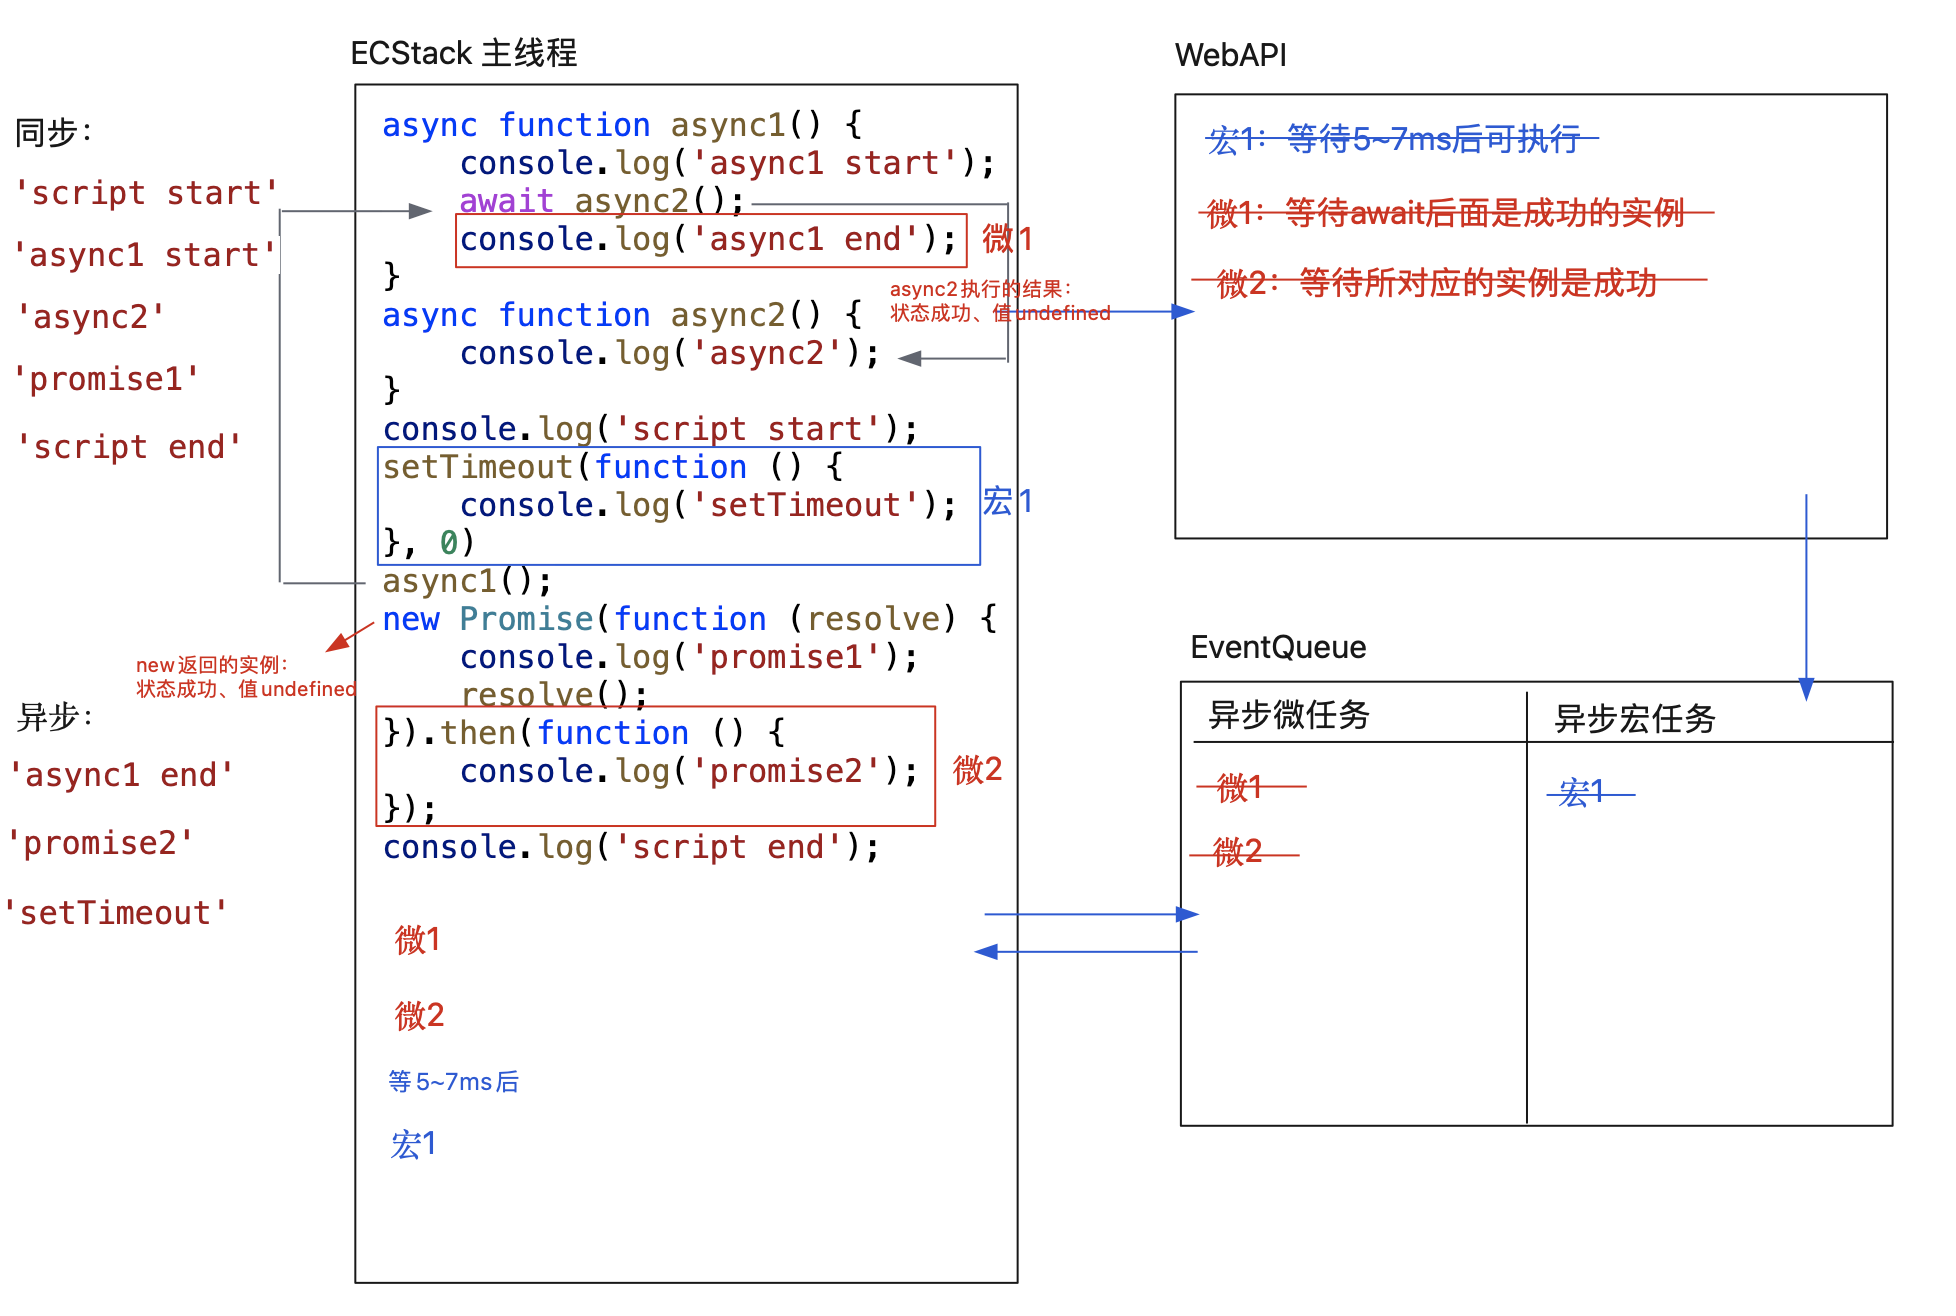 ECStack 主线程
async function async1() {
console.log('async1 start');
await async2();
console.log('async1 end');
微1
}
async2执行的结果：
状态成功、值undefined
async function async2() {
console.log('async2');
}
console.log('script start');
setTimeout(function () {
console.log('setTimeout');
}, 0)
宏1
async1();
new Promise(function (resolve) {
console.log('promise1');
resolve();
}).then(function () {
console.log('promise2');
});
微2
console.log('script end');
微1
微2
等5~7ms后
宏1
同步：
'script start'
'async1 start'
'async2'
'promise1'
'script end'
new返回的实例：
状态成功、值undefined
异步：
'async1 end'
'promise2'
'setTimeout'
WebAPI
宏1：等待5~7ms后可执行
微1：等待await后面是成功的实例
微2：等待所对应的实例是成功
EventQueue
异步微任务
异步宏任务
微1
宏1
微2